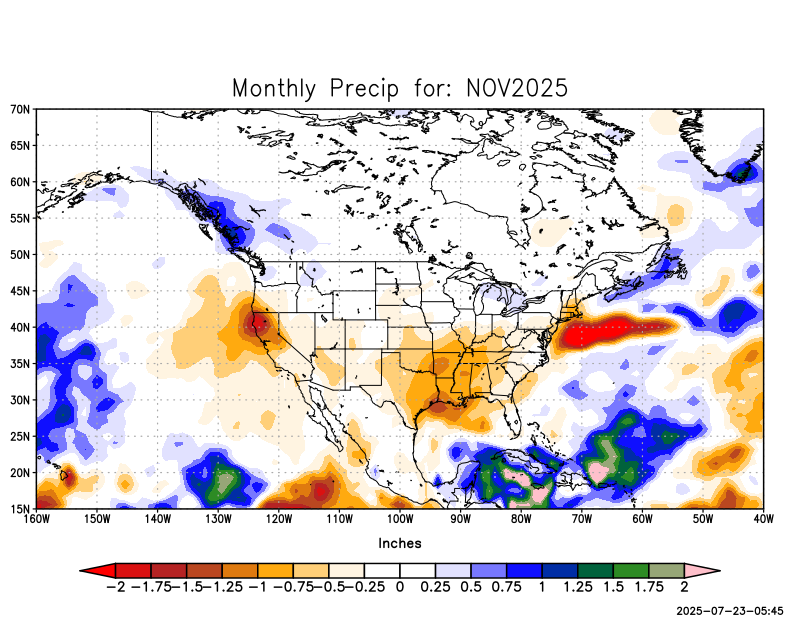 Monthly Precip for: NOV2025
70N
65N
60N
55N
50N
45N
40N
35N
30N
25N
20N
15N
160W 150W 140W 130W 120W 110W 100W 90W 80W 70W 60W 50W 40W
Inches
-2 -1.75 -1.5 -1.25 -1 -0.75 -0.5 -0.25 0 0.25 0.5 0.75 1 1.25 1.5 1.75 2
2025-07-23-05:45